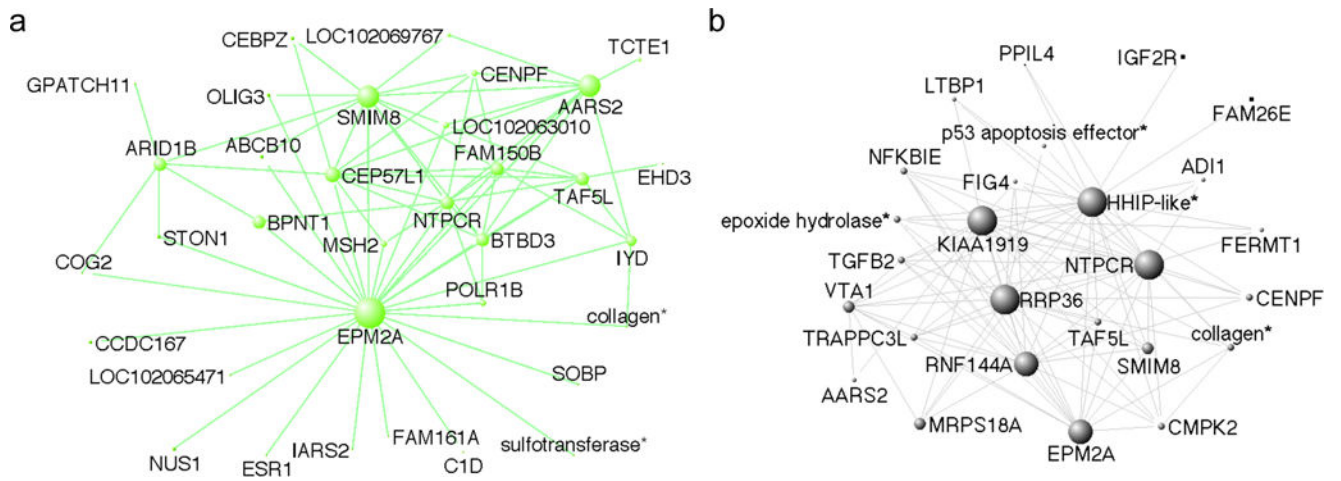 a
CEBPZ
LOC102069767
TCTE1
GPATCH11
OLIG3
CENPF
AARS2
SMIM8
LOC102063010
ARID1B
ABCB10
FAM150B
CEP57L1
EHD3
TAF5L
BPNT1
NTPCR
STON1
MSH2
BTBD3
IYD
COG2
POLR1B
collagen*
EPM2A
CCDC167
LOC102065471
SOBP
FAM161A
sulfotransferase*
NUS1
IARS2
ESR1
C1D
b
PPIL4
IGF2R
LTBP1
FAM26E
p53 apoptosis effector*
NFKBIE
ADI1
FIG4
HHIP-like*
epoxide hydrolase*
KIAA1919
FERMT1
TGFB2
NTPCR
VTA1
RRP36
CENPF
TRAPPC3L
TAF5L
collagen*
RNF144A
SMIM8
AARS2
MRPS18A
CMPK2
EPM2A